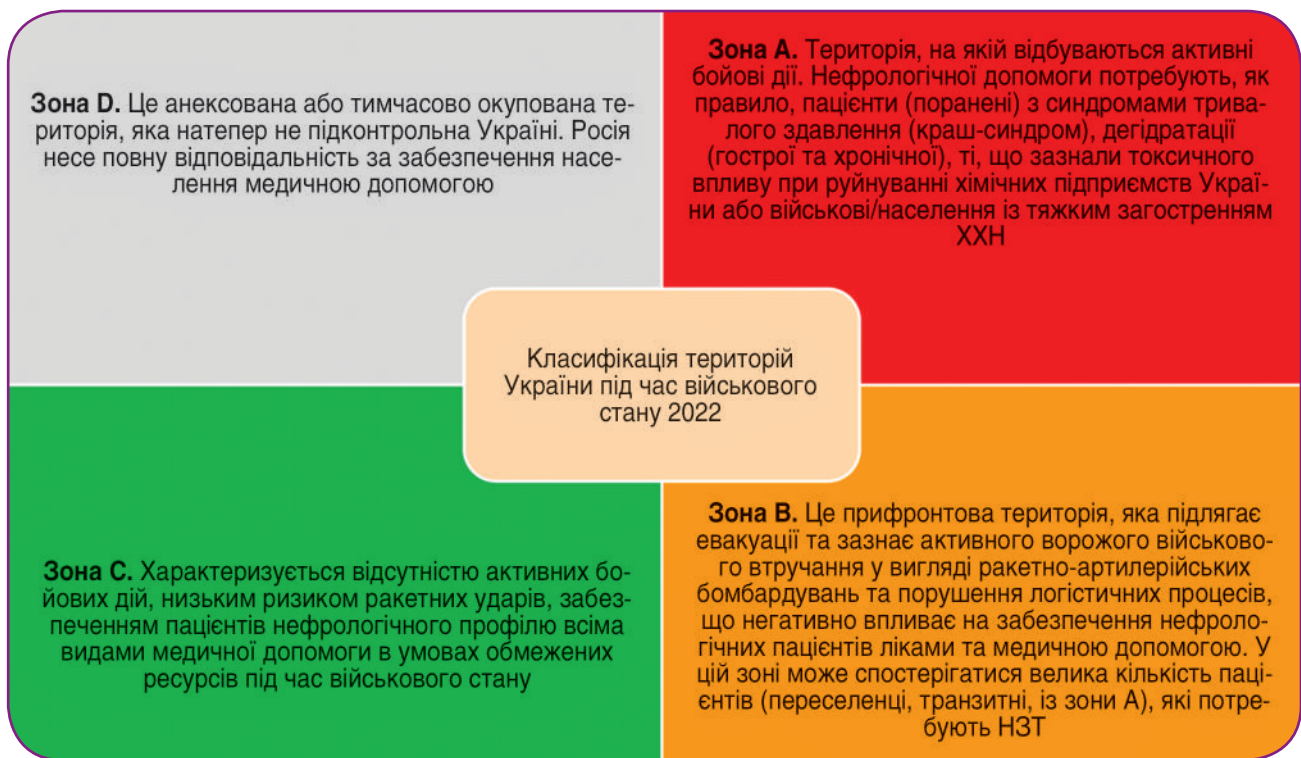 Зона D. Це анексована або тимчасово окупована те-
риторія, яка натепер не підконтрольна Україні. Росія
несе повну відповідальність за забезпечення насе-
лення медичною допомогою
Зона A. Територія, на якій відбуваються активні
бойові дії. Нефрологічної допомоги потребують, як
правило, пацієнти (поранені) з синдромами трива-
лого здавлення (краш-синдром), дегідратації
(гострої та хронічної), ті, що зазнали токсичного
впливу при руйнуванні хімічних підприємств Украї-
ни або військові/населення із тяжким загостренням
ХХН
Класифікація територій
України під час військового
стану 2022
Зона C. Характеризується відсутністю активних бо-
йових дій, низьким ризиком ракетних ударів, забез-
печенням пацієнтів нефрологічного профілю всіма
видами медичної допомоги в умовах обмежених
ресурсів під час військового стану
Зона B. Це прифронтова територія, яка підлягає
евакуації та зазнає активного ворожого військово-
го втручання у вигляді ракетно-артилерійських
бомбардувань та порушення логістичних процесів,
що негативно впливає на забезпечення нефроло-
гічних пацієнтів ліками та медичною допомогою. У
цій зоні може спостерігатися велика кількість паці-
єнтів (переселенці, транзитні, із зони А), які потре-
бують НЗТ